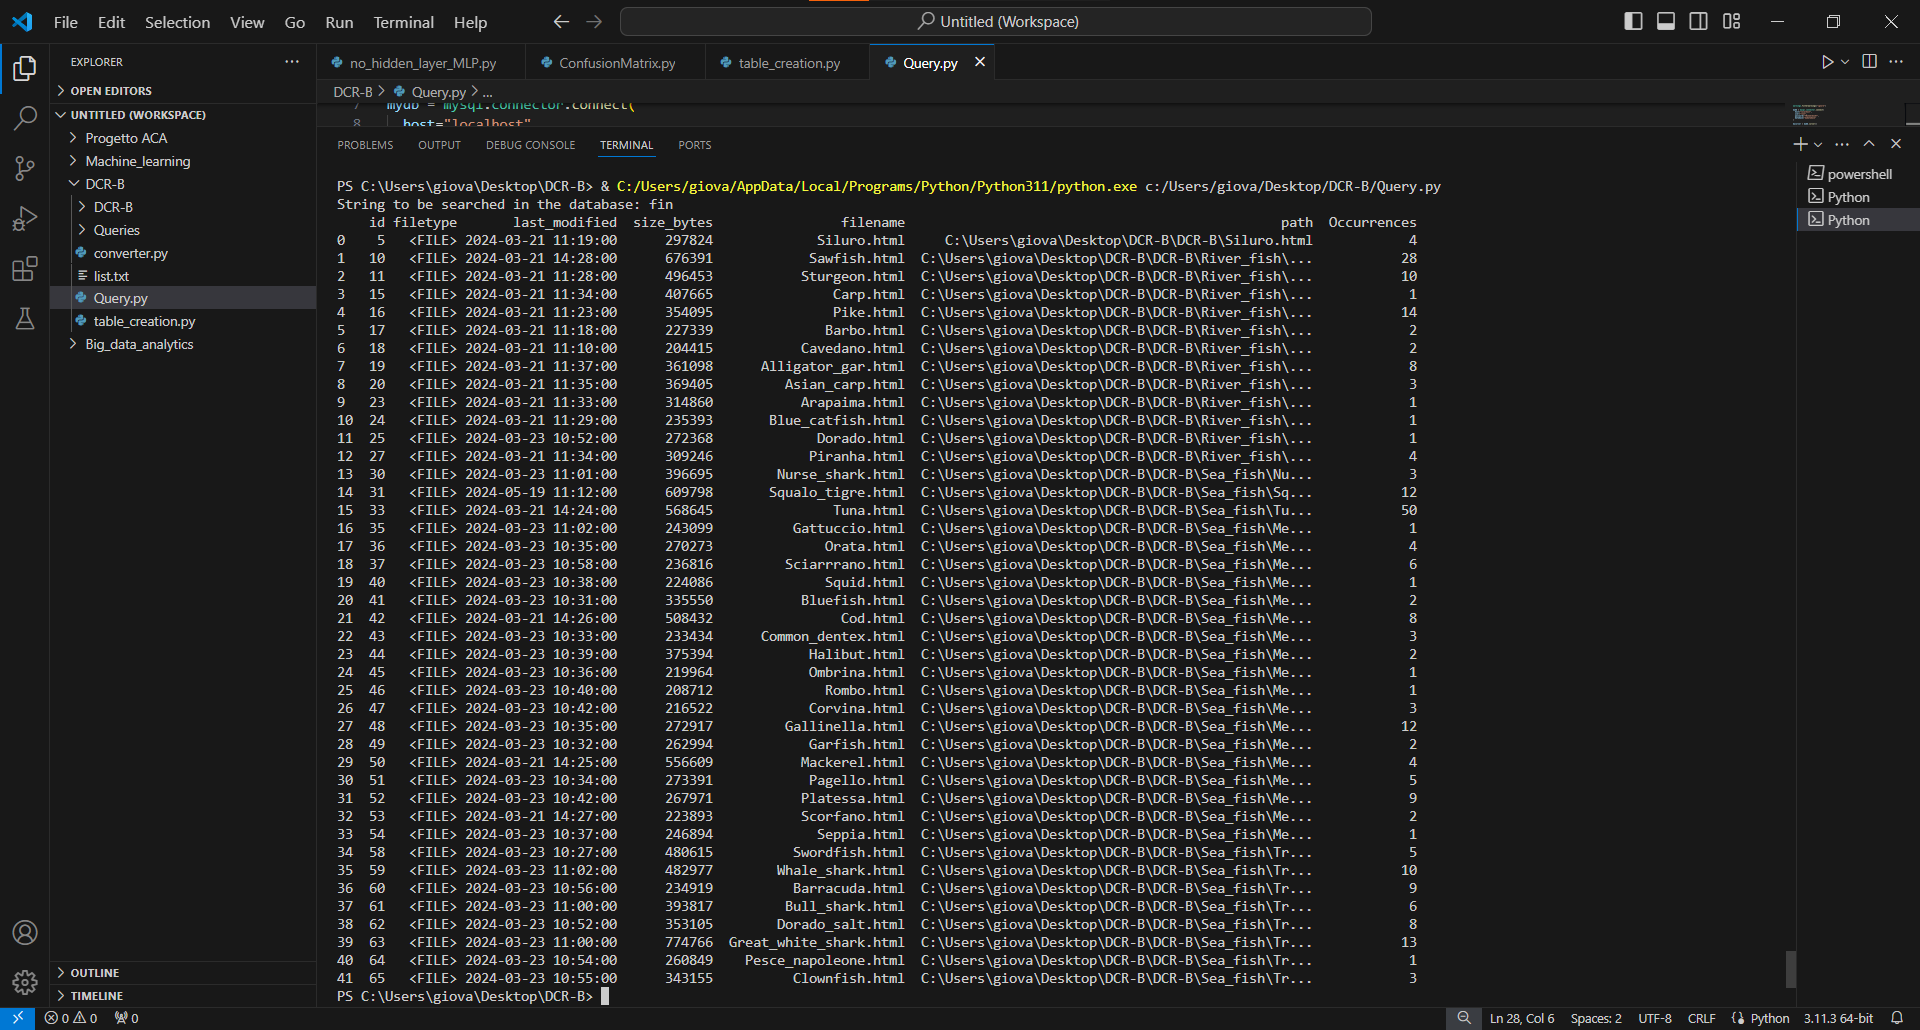 File Edit Selection View Go Run Terminal Help Untitled (Workspace)
EXPLORER
OPEN EDITORS
UNTITLED (WORKSPACE)
Progetto ACA
Machine_learning
DCR-B
DCR-B
Queries
converter.py
list.txt
Query.py
table_creation.py
Big_data_analytics
OUTLINE
TIMELINE
no_hidden_layer_MLP.py ConfusionMatrix.py table_creation.py Query.py
DCR-B > Query.py > ...
7 mydb = mysql.connector.connect(
8 host="localhost"
PROBLEMS OUTPUT DEBUG CONSOLE TERMINAL PORTS
powershell
Python
Python
PS C:\Users\giova\Desktop\DCR-B> & C:/Users/giova/AppData/Local/Programs/Python/Python311/python.exe c:/Users/giova/Desktop/DCR-B/Query.py
String to be searched in the database: fin
id filetype last_modified size_bytes filename path Occurrences
0 5 <FILE> 2024-03-21 11:19:00 297824 Siluro.html C:\Users\giova\Desktop\DCR-B\DCR-B\Siluro.html 4
1 10 <FILE> 2024-03-21 14:28:00 676391 Sawfish.html C:\Users\giova\Desktop\DCR-B\DCR-B\River_fish\... 28
2 11 <FILE> 2024-03-21 11:28:00 496453 Sturgeon.html C:\Users\giova\Desktop\DCR-B\DCR-B\River_fish\... 10
3 15 <FILE> 2024-03-21 11:34:00 407665 Carp.html C:\Users\giova\Desktop\DCR-B\DCR-B\River_fish\... 1
4 16 <FILE> 2024-03-21 11:23:00 354095 Pike.html C:\Users\giova\Desktop\DCR-B\DCR-B\River_fish\... 14
5 17 <FILE> 2024-03-21 11:18:00 227339 Barbo.html C:\Users\giova\Desktop\DCR-B\DCR-B\River_fish\... 2
6 18 <FILE> 2024-03-21 11:10:00 204415 Cavedano.html C:\Users\giova\Desktop\DCR-B\DCR-B\River_fish\... 2
7 19 <FILE> 2024-03-21 11:37:00 361098 Alligator_gar.html C:\Users\giova\Desktop\DCR-B\DCR-B\River_fish\... 8
8 20 <FILE> 2024-03-21 11:35:00 369405 Asian_carp.html C:\Users\giova\Desktop\DCR-B\DCR-B\River_fish\... 3
9 23 <FILE> 2024-03-21 11:33:00 314860 Arapaima.html C:\Users\giova\Desktop\DCR-B\DCR-B\River_fish\... 1
10 24 <FILE> 2024-03-21 11:29:00 235393 Blue_catfish.html C:\Users\giova\Desktop\DCR-B\DCR-B\River_fish\... 1
11 25 <FILE> 2024-03-23 10:52:00 272368 Dorado.html C:\Users\giova\Desktop\DCR-B\DCR-B\River_fish\... 1
12 27 <FILE> 2024-03-21 11:34:00 309246 Piranha.html C:\Users\giova\Desktop\DCR-B\DCR-B\River_fish\... 4
13 30 <FILE> 2024-03-23 11:01:00 396695 Nurse_shark.html C:\Users\giova\Desktop\DCR-B\DCR-B\Sea_fish\Nu... 3
14 31 <FILE> 2024-05-19 11:12:00 609798 Squalo_tigre.html C:\Users\giova\Desktop\DCR-B\DCR-B\Sea_fish\Sq... 12
15 33 <FILE> 2024-03-21 14:24:00 568645 Tuna.html C:\Users\giova\Desktop\DCR-B\DCR-B\Sea_fish\Tu... 50
16 35 <FILE> 2024-03-23 11:02:00 243099 Gattuccio.html C:\Users\giova\Desktop\DCR-B\DCR-B\Sea_fish\Me... 1
17 36 <FILE> 2024-03-23 10:35:00 270273 Orata.html C:\Users\giova\Desktop\DCR-B\DCR-B\Sea_fish\Me... 4
18 37 <FILE> 2024-03-23 10:58:00 236816 Sciarrrano.html C:\Users\giova\Desktop\DCR-B\DCR-B\Sea_fish\Me... 6
19 40 <FILE> 2024-03-23 10:38:00 224086 Squid.html C:\Users\giova\Desktop\DCR-B\DCR-B\Sea_fish\Me... 1
20 41 <FILE> 2024-03-23 10:31:00 335550 Bluefish.html C:\Users\giova\Desktop\DCR-B\DCR-B\Sea_fish\Me... 2
21 42 <FILE> 2024-03-21 14:26:00 508432 Cod.html C:\Users\giova\Desktop\DCR-B\DCR-B\Sea_fish\Me... 8
22 43 <FILE> 2024-03-23 10:33:00 233434 Common_dentex.html C:\Users\giova\Desktop\DCR-B\DCR-B\Sea_fish\Me... 3
23 44 <FILE> 2024-03-23 10:39:00 375394 Halibut.html C:\Users\giova\Desktop\DCR-B\DCR-B\Sea_fish\Me... 2
24 45 <FILE> 2024-03-23 10:36:00 219964 Ombrina.html C:\Users\giova\Desktop\DCR-B\DCR-B\Sea_fish\Me... 1
25 46 <FILE> 2024-03-23 10:40:00 208712 Rombo.html C:\Users\giova\Desktop\DCR-B\DCR-B\Sea_fish\Me... 1
26 47 <FILE> 2024-03-23 10:42:00 216522 Corvina.html C:\Users\giova\Desktop\DCR-B\DCR-B\Sea_fish\Me... 3
27 48 <FILE> 2024-03-23 10:35:00 272917 Gallinella.html C:\Users\giova\Desktop\DCR-B\DCR-B\Sea_fish\Me... 12
28 49 <FILE> 2024-03-23 10:32:00 262994 Garfish.html C:\Users\giova\Desktop\DCR-B\DCR-B\Sea_fish\Me... 2
29 50 <FILE> 2024-03-21 14:25:00 556609 Mackerel.html C:\Users\giova\Desktop\DCR-B\DCR-B\Sea_fish\Me... 4
30 51 <FILE> 2024-03-23 10:34:00 273391 Pagello.html C:\Users\giova\Desktop\DCR-B\DCR-B\Sea_fish\Me... 5
31 52 <FILE> 2024-03-23 10:42:00 267971 Platessa.html C:\Users\giova\Desktop\DCR-B\DCR-B\Sea_fish\Me... 9
32 53 <FILE> 2024-03-21 14:27:00 223893 Scorfano.html C:\Users\giova\Desktop\DCR-B\DCR-B\Sea_fish\Me... 2
33 54 <FILE> 2024-03-23 10:37:00 246894 Seppia.html C:\Users\giova\Desktop\DCR-B\DCR-B\Sea_fish\Me... 1
34 58 <FILE> 2024-03-23 10:27:00 480615 Swordfish.html C:\Users\giova\Desktop\DCR-B\DCR-B\Sea_fish\Tr... 5
35 59 <FILE> 2024-03-23 11:02:00 482977 Whale_shark.html C:\Users\giova\Desktop\DCR-B\DCR-B\Sea_fish\Tr... 10
36 60 <FILE> 2024-03-23 10:56:00 234919 Barracuda.html C:\Users\giova\Desktop\DCR-B\DCR-B\Sea_fish\Tr... 9
37 61 <FILE> 2024-03-23 11:00:00 393817 Bull_shark.html C:\Users\giova\Desktop\DCR-B\DCR-B\Sea_fish\Tr... 6
38 62 <FILE> 2024-03-23 10:52:00 353105 Dorado_salt.html C:\Users\giova\Desktop\DCR-B\DCR-B\Sea_fish\Tr... 8
39 63 <FILE> 2024-03-23 11:00:00 774766 Great_white_shark.html C:\Users\giova\Desktop\DCR-B\DCR-B\Sea_fish\Tr... 13
40 64 <FILE> 2024-03-23 10:54:00 260849 Pesce_napoleone.html C:\Users\giova\Desktop\DCR-B\DCR-B\Sea_fish\Tr... 1
41 65 <FILE> 2024-03-23 10:55:00 343155 Clownfish.html C:\Users\giova\Desktop\DCR-B\DCR-B\Sea_fish\Tr... 3
PS C:\Users\giova\Desktop\DCR-B>
0 0 0 Ln 28, Col 6 Spaces: 2 UTF-8 CRLF Python 3.11.3 64-bit